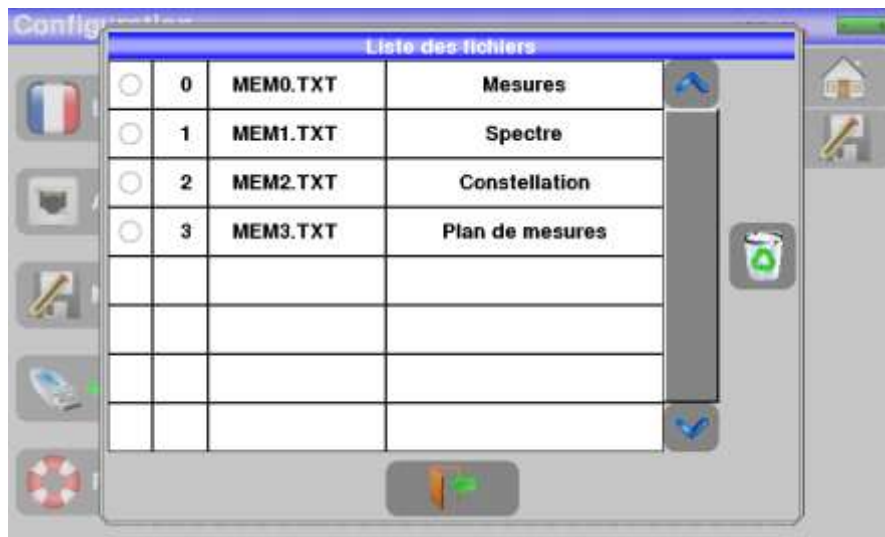 Liste des fichiers
0 MEM0.TXT Mesures
1 MEM1.TXT Spectre
2 MEM2.TXT Constellation
3 MEM3.TXT Plan de mesures